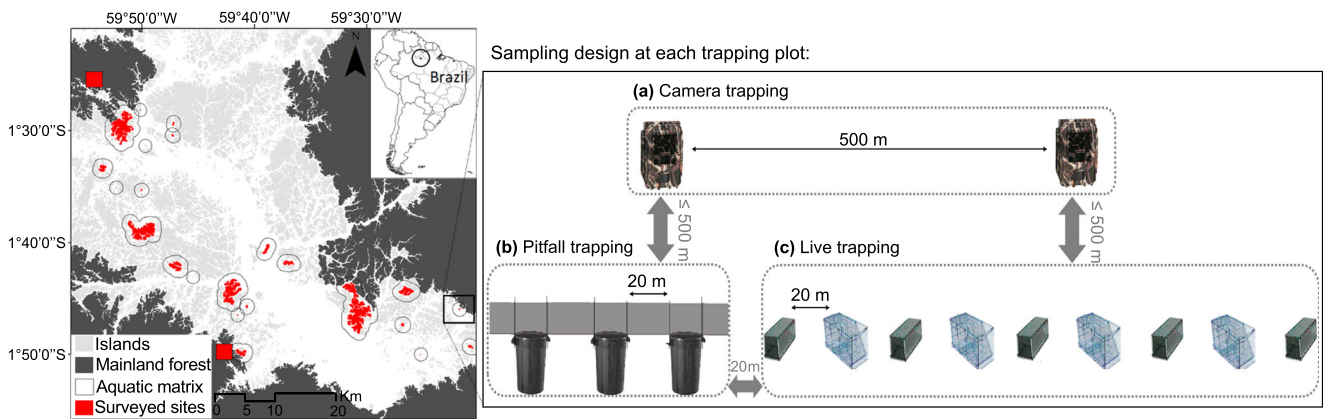 59°50'0''W 59°40'0''W 59°30'0''W
N
Brazil
1°30'0''S
1°40'0''S
1°50'0''S
Islands
Mainland forest
Aquatic matrix
Surveyed sites
Km
0 5 10 20
Sampling design at each trapping plot:
(a) Camera trapping
500 m
≤ 500 m
≤ 500 m
(b) Pitfall trapping
20 m
20m
(c) Live trapping
20 m